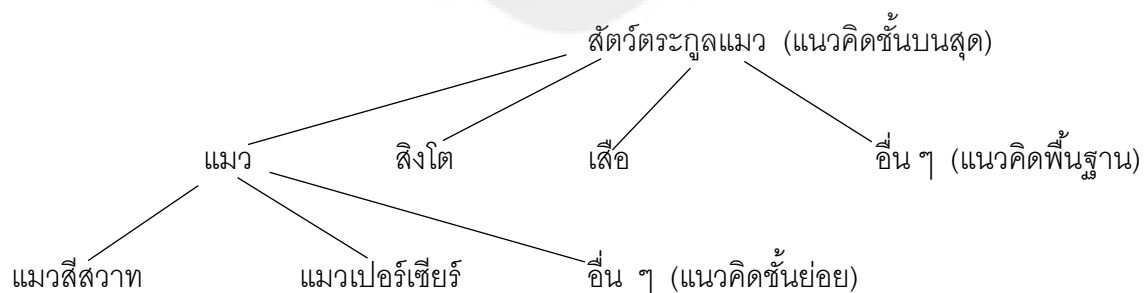 สัตว์ตระกูลแมว (แนวคิดชั้นบนสุด)
แมว สิงโต เสือ อื่น ๆ (แนวคิดพื้นฐาน)
แมวสีสวาท แมวเปอร์เซียร์ อื่น ๆ (แนวคิดชั้นย่อย)